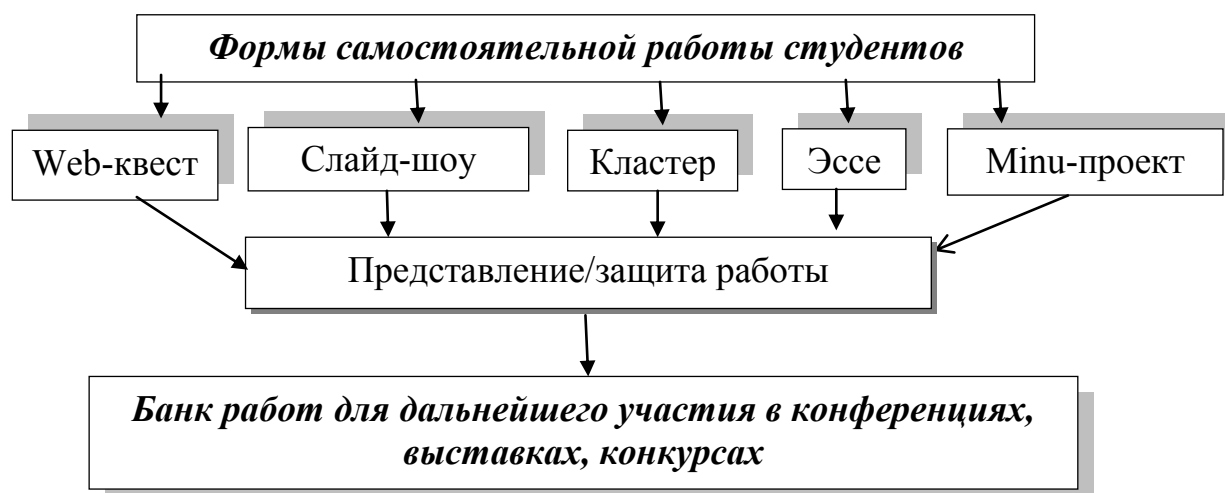 Формы самостоятельной работы студентов
Web-квест
Слайд-шоу
Кластер
Эссе
Minu-проект
Представление/защита работы
Банк работ для дальнейшего участия в конференциях,
выставках, конкурсах